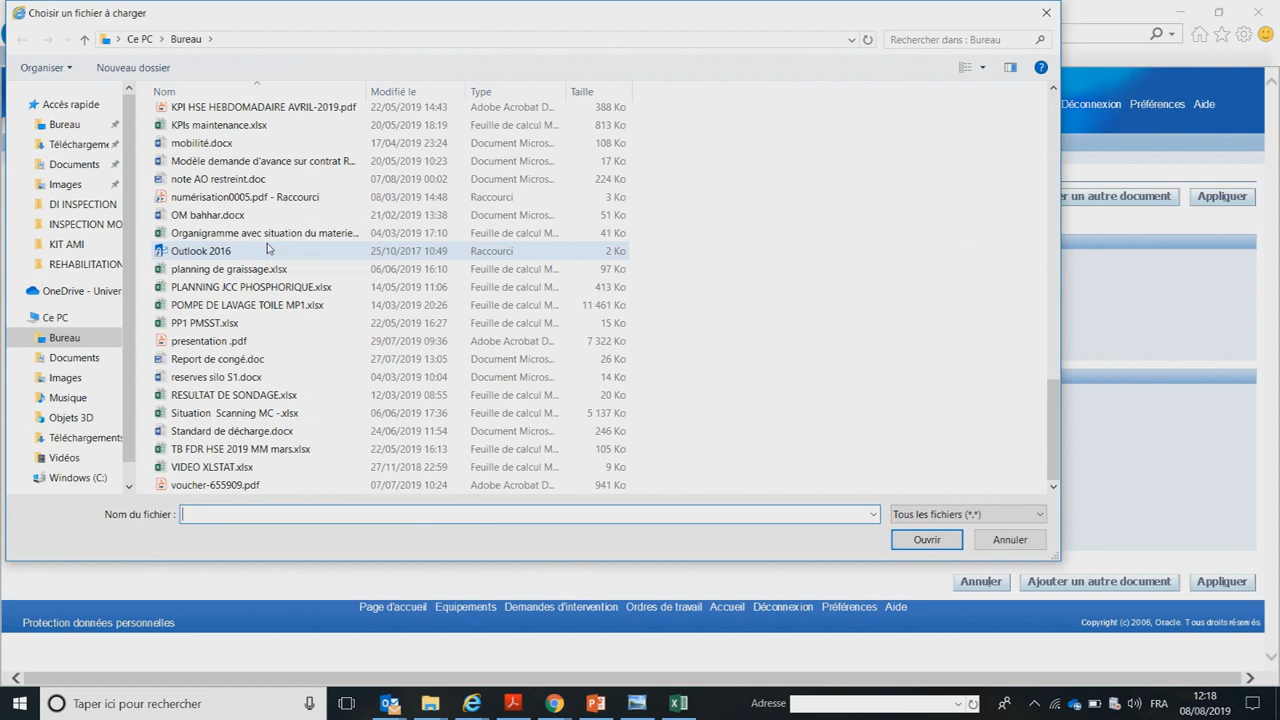 Choisir un fichier à charger
Ce PC > Bureau >
Rechercher dans : Bureau
Organiser
Nouveau dossier
Nom Modifié le Type Taille
KPI HSE HEBDOMADAIRE AVRIL-2019.pdf 22/05/2019 14:43 Adobe Acrobat D... 388 Ko
KPIs maintenance.xlsx 20/05/2019 18:19 Feuille de calcul M... 813 Ko
mobilité.docx 17/04/2019 23:24 Document Micros... 108 Ko
Modèle demande d'avance sur contrat R... 20/05/2019 10:23 Document Micros... 17 Ko
note AO restreint.doc 07/08/2019 00:02 Document Micros... 224 Ko
numérisation0005.pdf - Raccourci 08/03/2019 14:48 Raccourci 3 Ko
OM bahhar.docx 21/02/2019 13:38 Document Micros... 51 Ko
Organigramme avec situation du materie... 04/03/2019 17:10 Feuille de calcul M... 41 Ko
Outlook 2016 25/10/2017 10:49 Raccourci 2 Ko
planning de graissage.xlsx 06/06/2019 16:10 Feuille de calcul M... 97 Ko
PLANNING JCC PHOSPHORIQUE.xlsx 14/05/2019 11:06 Feuille de calcul M... 413 Ko
POMPE DE LAVAGE TOILE MP1.xlsx 14/03/2019 20:26 Feuille de calcul M... 11 461 Ko
PP1 PMSST.xlsx 22/05/2019 16:27 Feuille de calcul M... 15 Ko
presentation .pdf 29/07/2019 09:36 Adobe Acrobat D... 7 322 Ko
Report de congé.doc 27/07/2019 13:05 Document Micros... 26 Ko
reserves silo S1.docx 04/03/2019 10:04 Document Micros... 14 Ko
RESULTAT DE SONDAGE.xlsx 12/03/2019 08:55 Feuille de calcul M... 20 Ko
Situation Scanning MC -.xlsx 06/06/2019 17:36 Feuille de calcul M... 5 137 Ko
Standard de décharge.docx 24/06/2019 11:54 Document Micros... 246 Ko
TB FDR HSE 2019 MM mars.xlsx 22/05/2019 16:13 Feuille de calcul M... 105 Ko
VIDEO XLSTAT.xlsx 27/11/2018 22:59 Feuille de calcul M... 9 Ko
voucher-655909.pdf 07/07/2019 10:24 Adobe Acrobat D... 941 Ko
Accès rapide
Bureau
Téléchargeme
Documents
Images
DI INSPECTION
INSPECTION MO
KIT AMI
REHABILITATION
OneDrive - Univer
Ce PC
Bureau
Documents
Images
Musique
Objets 3D
Téléchargements
Vidéos
Windows (C:)
Nom du fichier :
Tous les fichiers (*.*)
Ouvrir
Annuler
Déconnexion Préférences Aide
un autre document Appliquer
Annuler Ajouter un autre document Appliquer
Page d'accueil Equipements Demandes d'intervention Ordres de travail Accueil Déconnexion Préférences Aide
Protection données personnelles
Copyright (c) 2006, Oracle. Tous droits réservés.
Taper ici pour rechercher
Adresse
FRA
12:18
08/08/2019